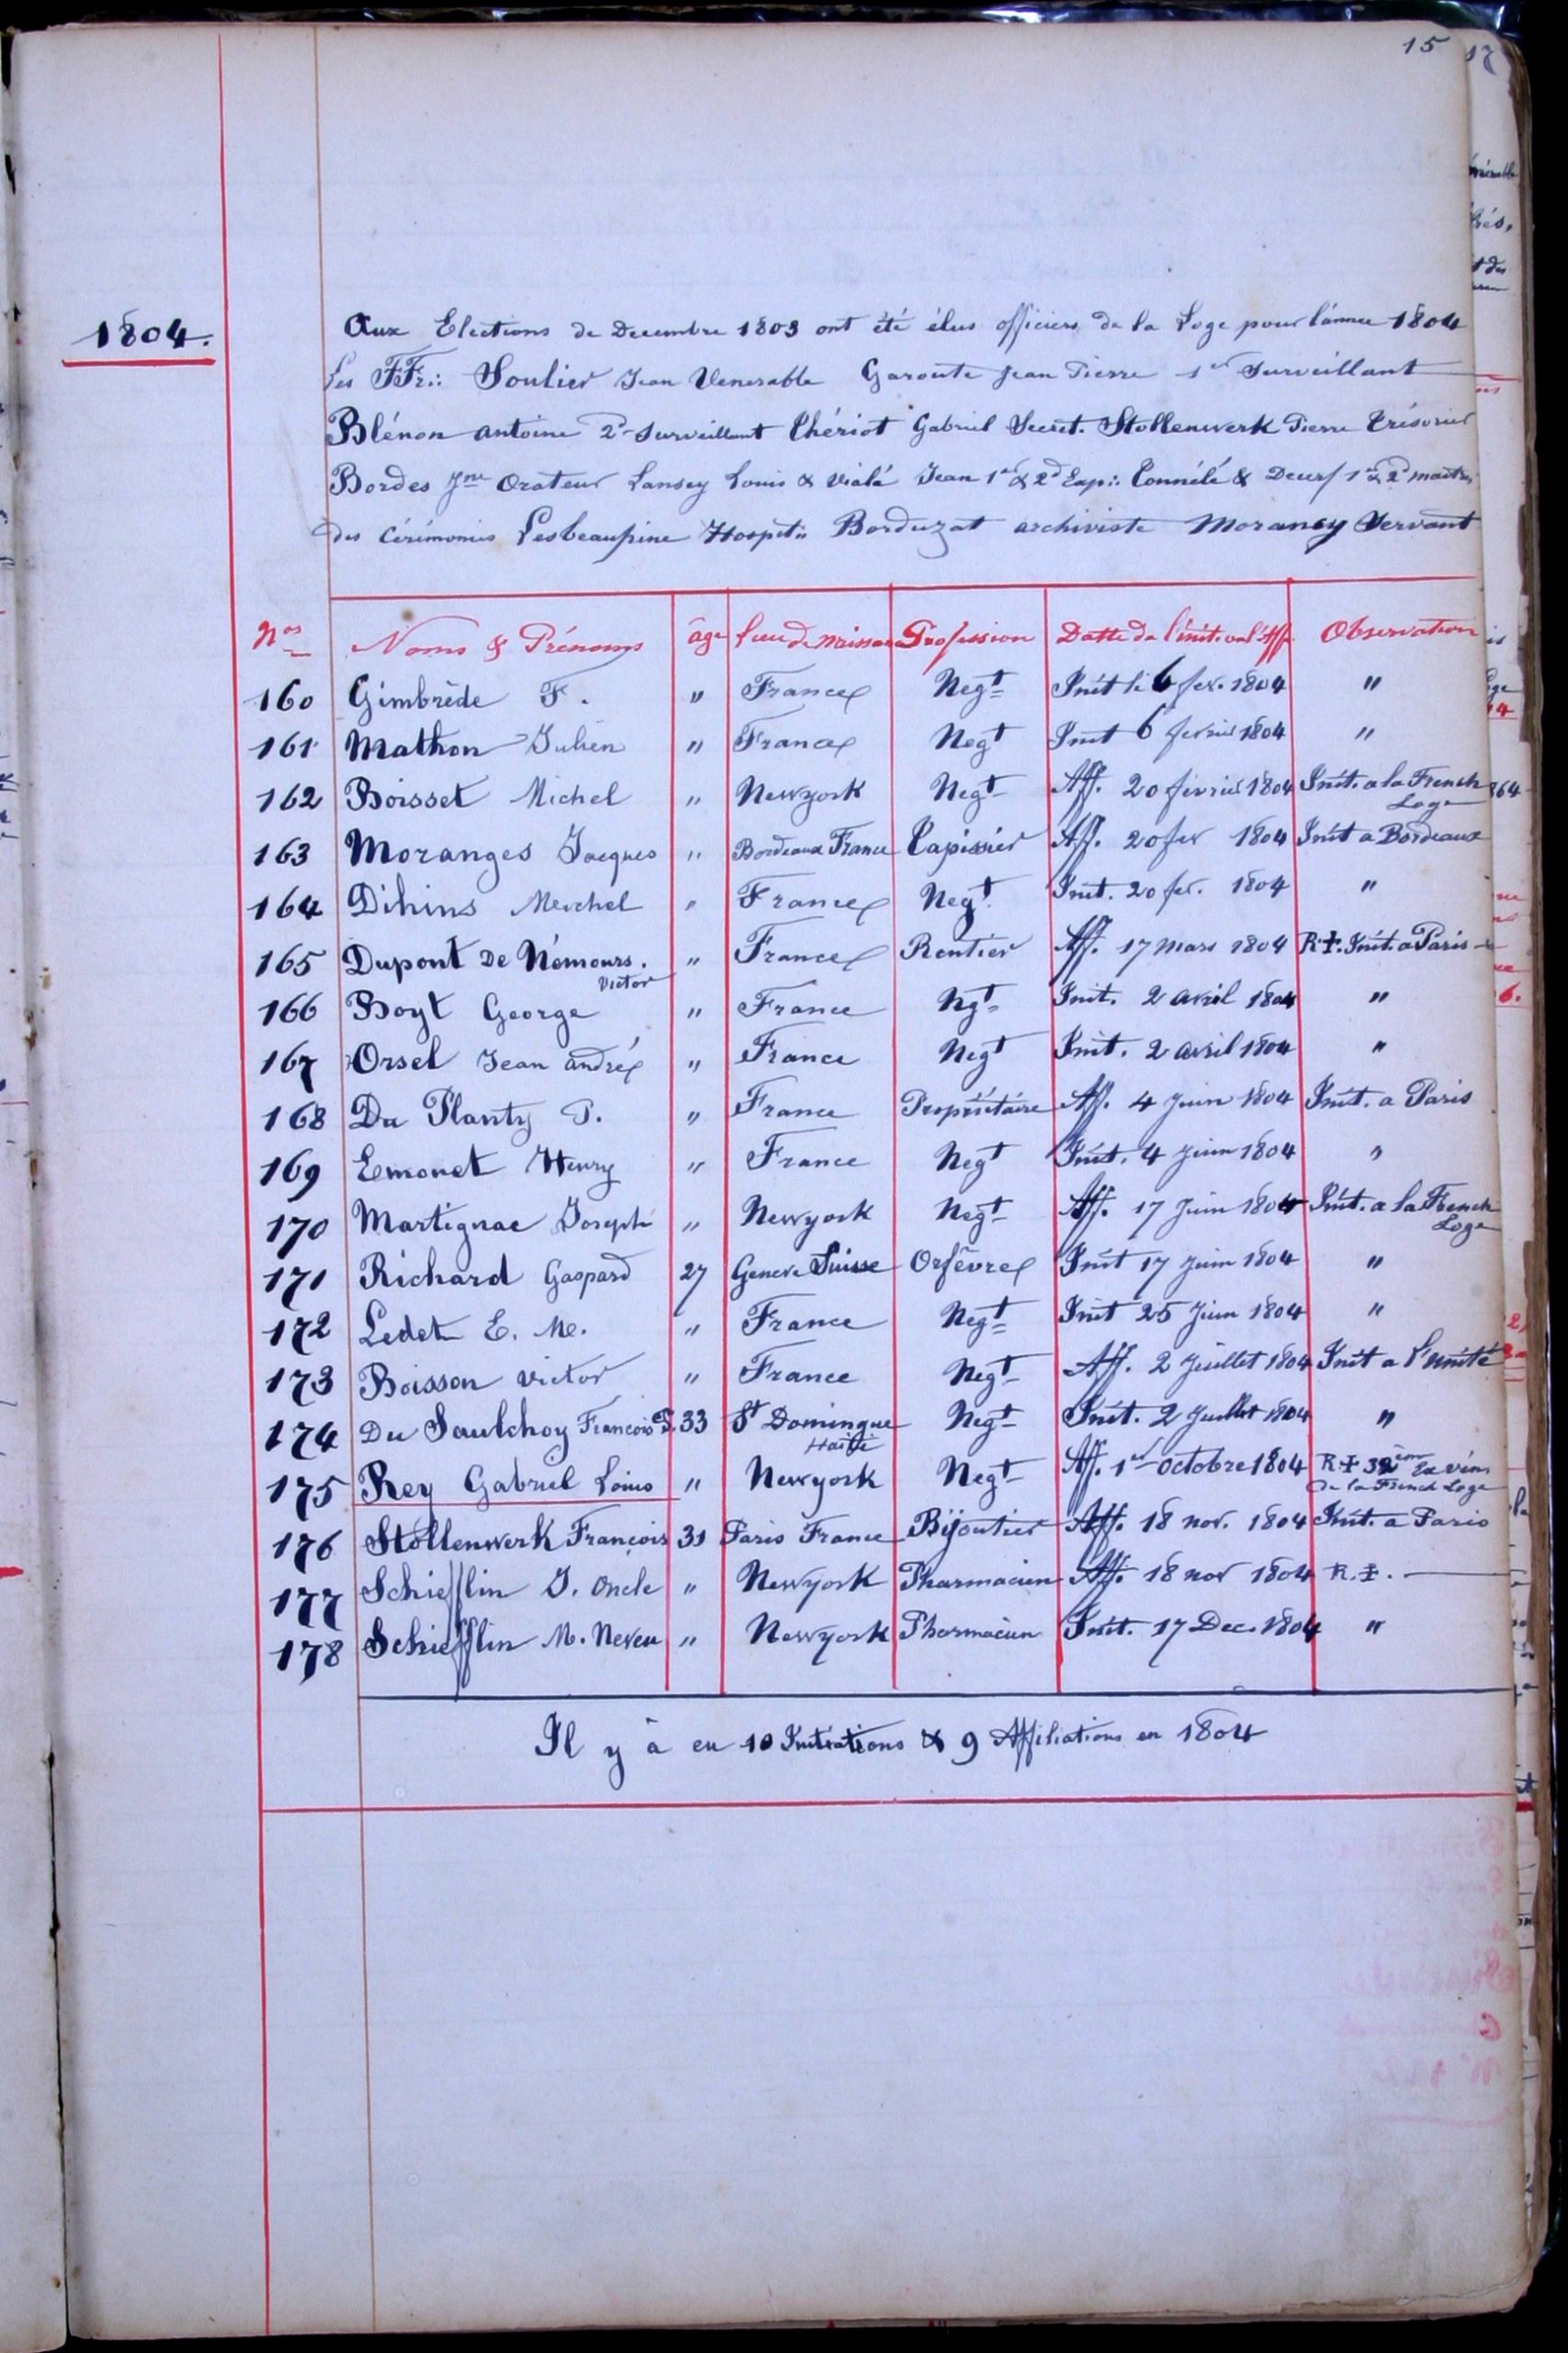 15
1804.
Aux Elections de Decembre 1803 ont été élus officiers de la Loge pour l'année 1804
Les FFr∴ Soulier Jean Venerable Garoute Jean Pierre 1er Surveillant
Blénon antoine 2d Surveillant Thériot Gabriel Secret. Stollenwerk Pierre Trésorier
Bordes Jne Orateur Lansey Louis & Vialé Jean 1er & 2d Exp∴ Connélé & 1er & 2d maitres
des Cérémonies Lesbeaupine Hospit∴ Borduzat archiviste Morancy Servant
Nos Noms & Prénoms âge Lieu de naissance Profession Datte de l'init. ou l'Aff. Observation
160 Gimbrède F. " France Negt Init le 6 fev. 1804 "
161 Mathon Julien " France Negt Init 6 fevrier 1804 "
162 Boisset Michel " Newyork Negt Aff. 20 fevrier 1804 Init. a la French
Loge
163 Moranges Jacques " Bordeaux France Tapissier Aff. 20 fev 1804 Init a Bordeaux
164 Dihins Merchel " France Negt Init. 20 fev. 1804 "
165 Dupont de Nemours. " France Rentier Aff. 17 mars 1804 R✝. Init. a Paris
Victor
166 Boyt George " France Ngt Init. 2 avril 1804 "
167 Orsel Jean andré " France Negt Init. 2 avril 1804 "
168 Du Planty P. " France Propriétaire Aff. 4 Juin 1804 Init. a Paris
169 Emonet Henry " France Negt Init. 4 Juin 1804 "
170 Martignac Joseph " Newyork Negt Aff. 17 Juin 1804 Init. a la French
Loge
171 Richard Gaspard 27 Geneve Suisse Orfèvre Init 17 Juin 1804 "
172 Ledet E. M. " France Negt Init 25 Juin 1804 "
173 Boisson victor " France Negt Aff. 2 Juillet 1804 Init a l'unité
174 Du Saulchoy François P. 33 St Domingue Negt Init. 2 Juillet 1804 "
Haïti
175 Rey Gabriel Louis " Newyork Negt Aff. 1er octobre 1804 R✝ 32ème Ex vén
de la French Loge
176 Stollenwerk François 31 Paris France Bijoutier Aff. 18 nov. 1804 Init. a Paris
177 Schiefflin J. Oncle " Newyork Pharmacien Aff. 18 nov 1804 R.✝.
178 Schiefflin M. Neveu " Newyork Pharmacien Init. 17 Dec. 1804 "
Il y à eu 10 Initiations & 9 Affiliations en 1804